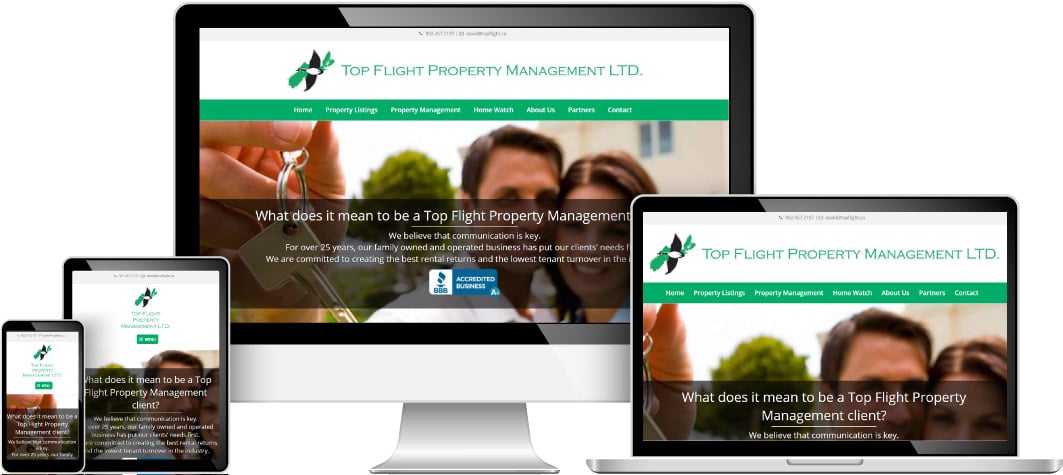 902.457.2197 | david@topflight.ca
TOP FLIGHT PROPERTY MANAGEMENT LTD.
Home Property Listings Property Management Home Watch About Us Partners Contact
What does it mean to be a Top Flight Property Management
We believe that communication is key.
For over 25 years, our family owned and operated business has put our clients' needs
We are committed to creating the best rental returns and the lowest tenant turnover in the
BBB ACCREDITED
BUSINESS
A+
902.457.2197 | david@topflight.ca
TOP FLIGHT PROPERTY MANAGEMENT LTD.
Home Property Listings Property Management Home Watch About Us Partners Contact
What does it mean to be a Top Flight Property
Management client?
We believe that communication is key.
TOP FLIGHT
PROPERTY
MANAGEMENT LTD.
MENU
What does it mean to be a Top
Flight Property Management
client?
We believe that communication is key.
over 25 years, our family owned and operated
business has put our clients' needs first.
are committed to creating the best rental returns
and the lowest tenant turnover in the industry.
TOP FLIGHT
PROPERTY
MANAGEMENT LTD.
MENU
What does it mean to be a
Top Flight Property
Management client?
We believe that communication
is key.
For over 25 years, our family